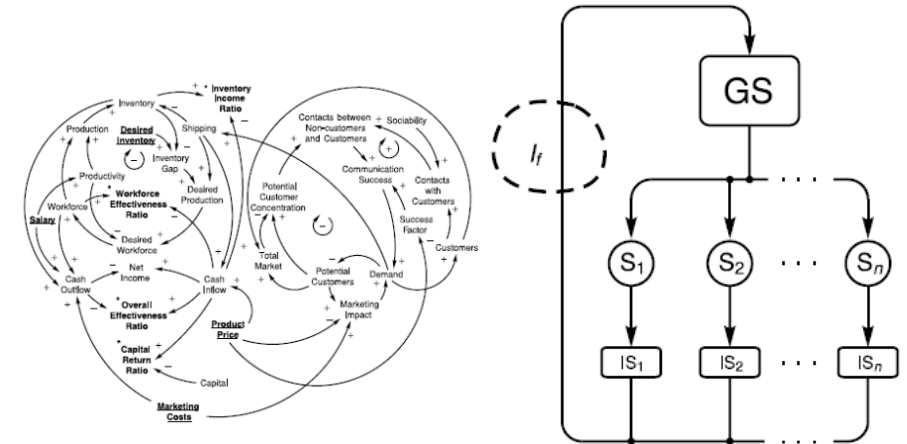 * Inventory
Income
Ratio
Inventory
Production
Desired
Inventory
Shipping
Inventory
Gap
Productivity
Desired
Production
* Workforce
Effectiveness
Ratio
Workforce
Salary
Desired
Workforce
Net
Income
Cash
Outflow
Cash
Inflow
* Overall
Effectiveness
Ratio
Product
Price
* Capital
Return
Ratio
Capital
Marketing
Costs
Contacts between
Non-customers
and Customers
Sociability
Communication
Success
Contacts
with
Customers
Potential
Customer
Concentration
Success
Factor
Customers
Total
Market
Potential
Customers
Demand
Marketing
Impact
GS
If
S1
S2
. . .
Sn
IS1
IS2
. . .
ISn